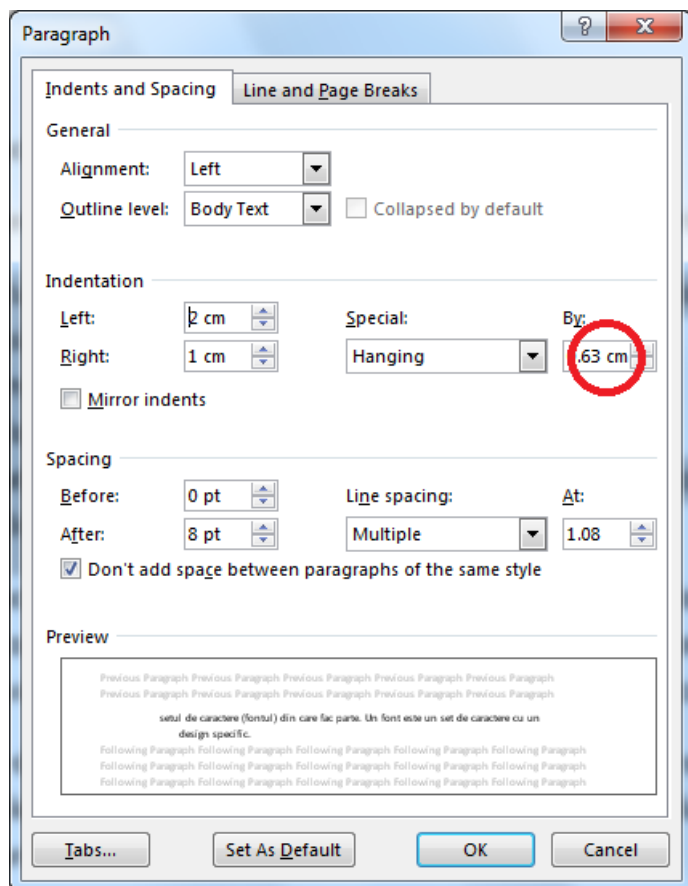 Paragraph
Indents and Spacing Line and Page Breaks
General
Alignment: Left
Outline level: Body Text Collapsed by default
Indentation
Left: 2 cm Special: By:
Right: 1 cm Hanging .63 cm
Mirror indents
Spacing
Before: 0 pt Line spacing: At:
After: 8 pt Multiple 1.08
Don't add space between paragraphs of the same style
Preview
Previous Paragraph Previous Paragraph Previous Paragraph Previous Paragraph Previous Paragraph
Previous Paragraph Previous Paragraph Previous Paragraph Previous Paragraph Previous Paragraph
setul de caractere (fontul) din care fac parte. Un font este un set de caractere cu un
design specific.
Following Paragraph Following Paragraph Following Paragraph Following Paragraph Following Paragraph
Following Paragraph Following Paragraph Following Paragraph Following Paragraph Following Paragraph
Following Paragraph Following Paragraph Following Paragraph Following Paragraph Following Paragraph
Tabs... Set As Default OK Cancel